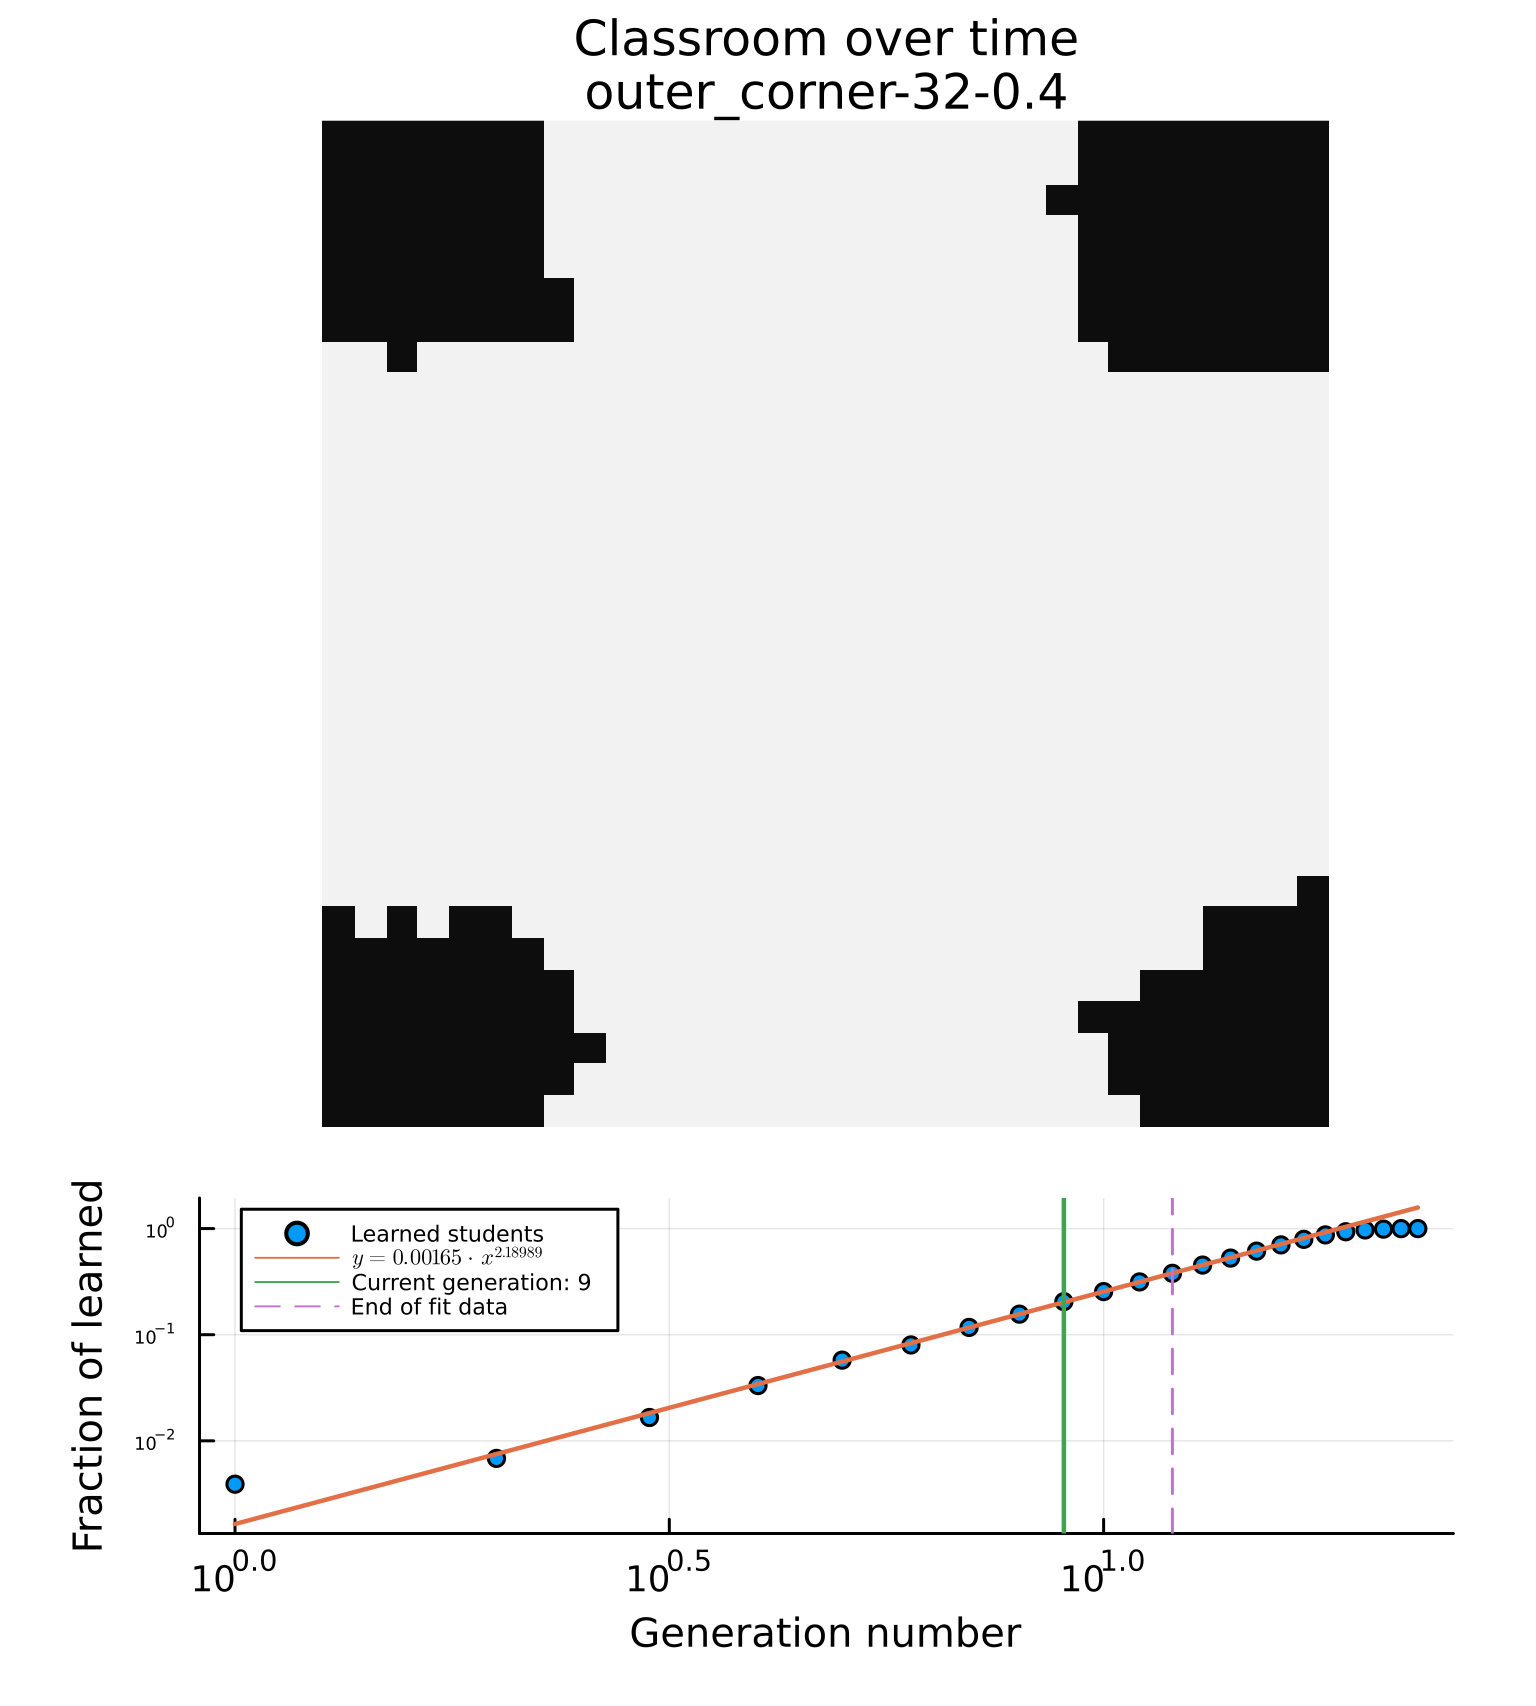 Classroom over time
outer_corner-32-0.4
Fraction of learned
10^0
10^−1
10^−2
Learned students
y = 0.00165 · x^2.18989
Current generation: 9
End of fit data
10^0.0 10^0.5 10^1.0
Generation number